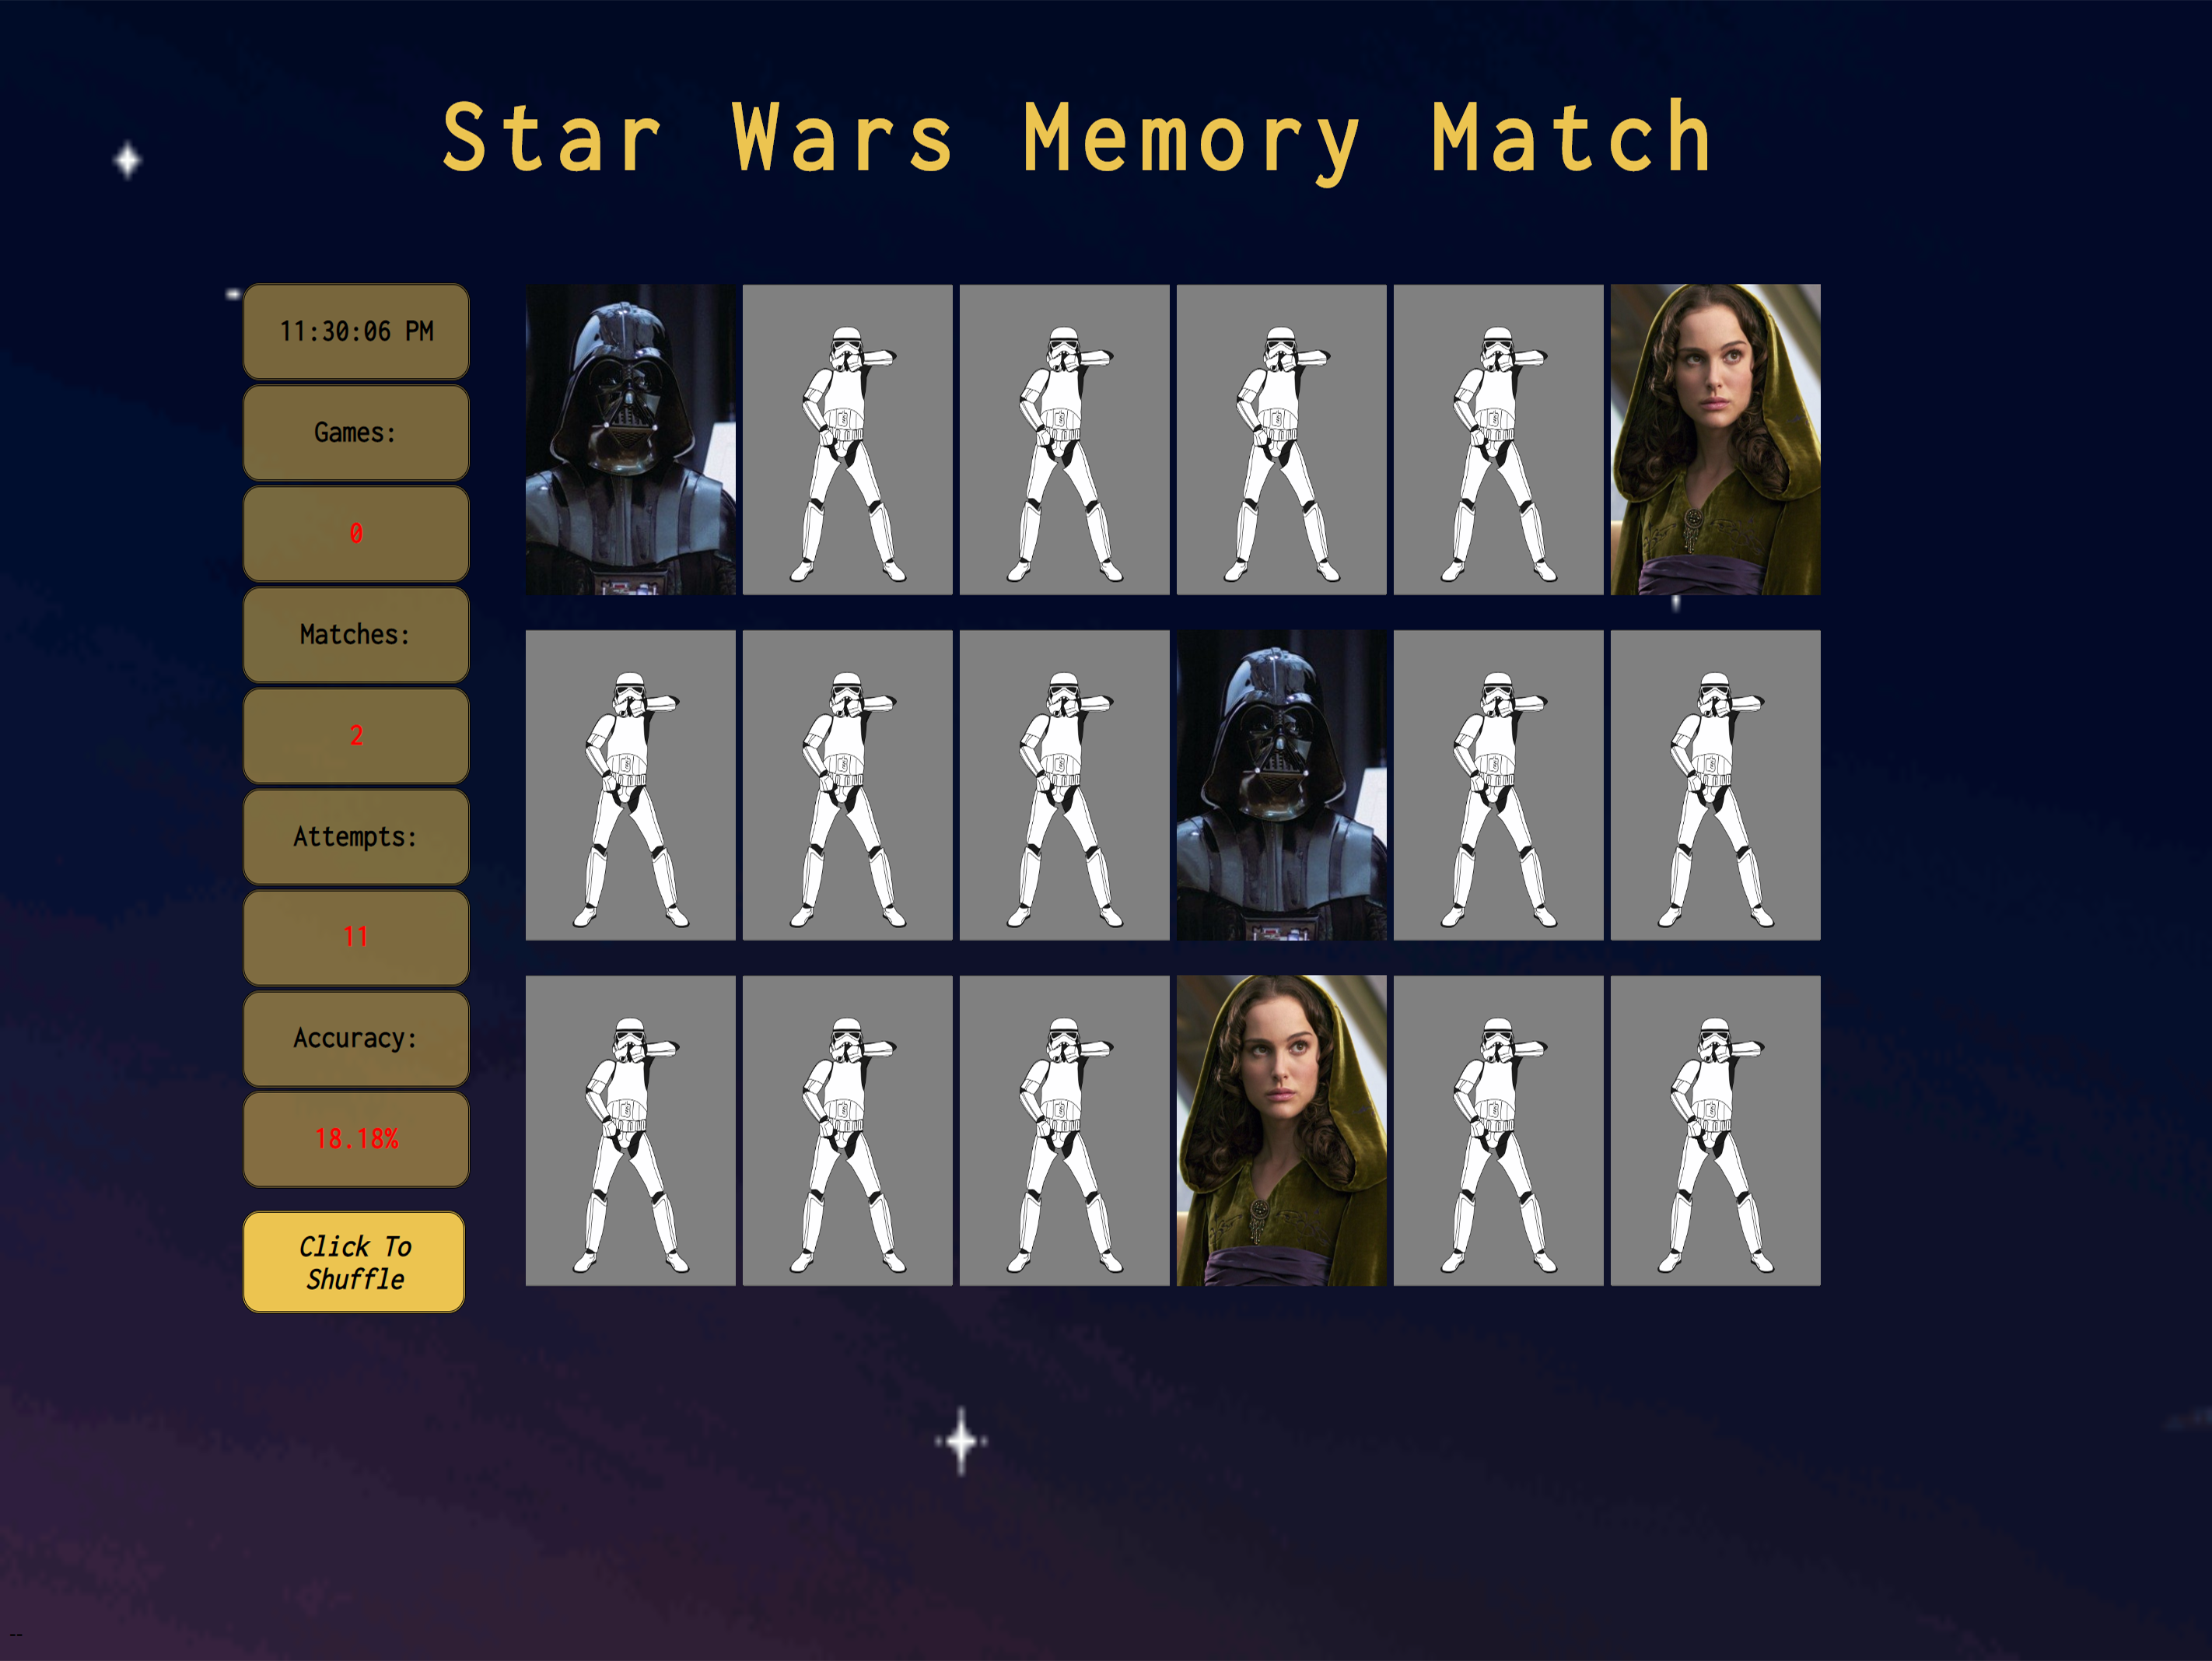 Star Wars Memory Match
11:30:06 PM
Games:
0
Matches:
2
Attempts:
11
Accuracy:
18.18%
Click To
Shuffle
--